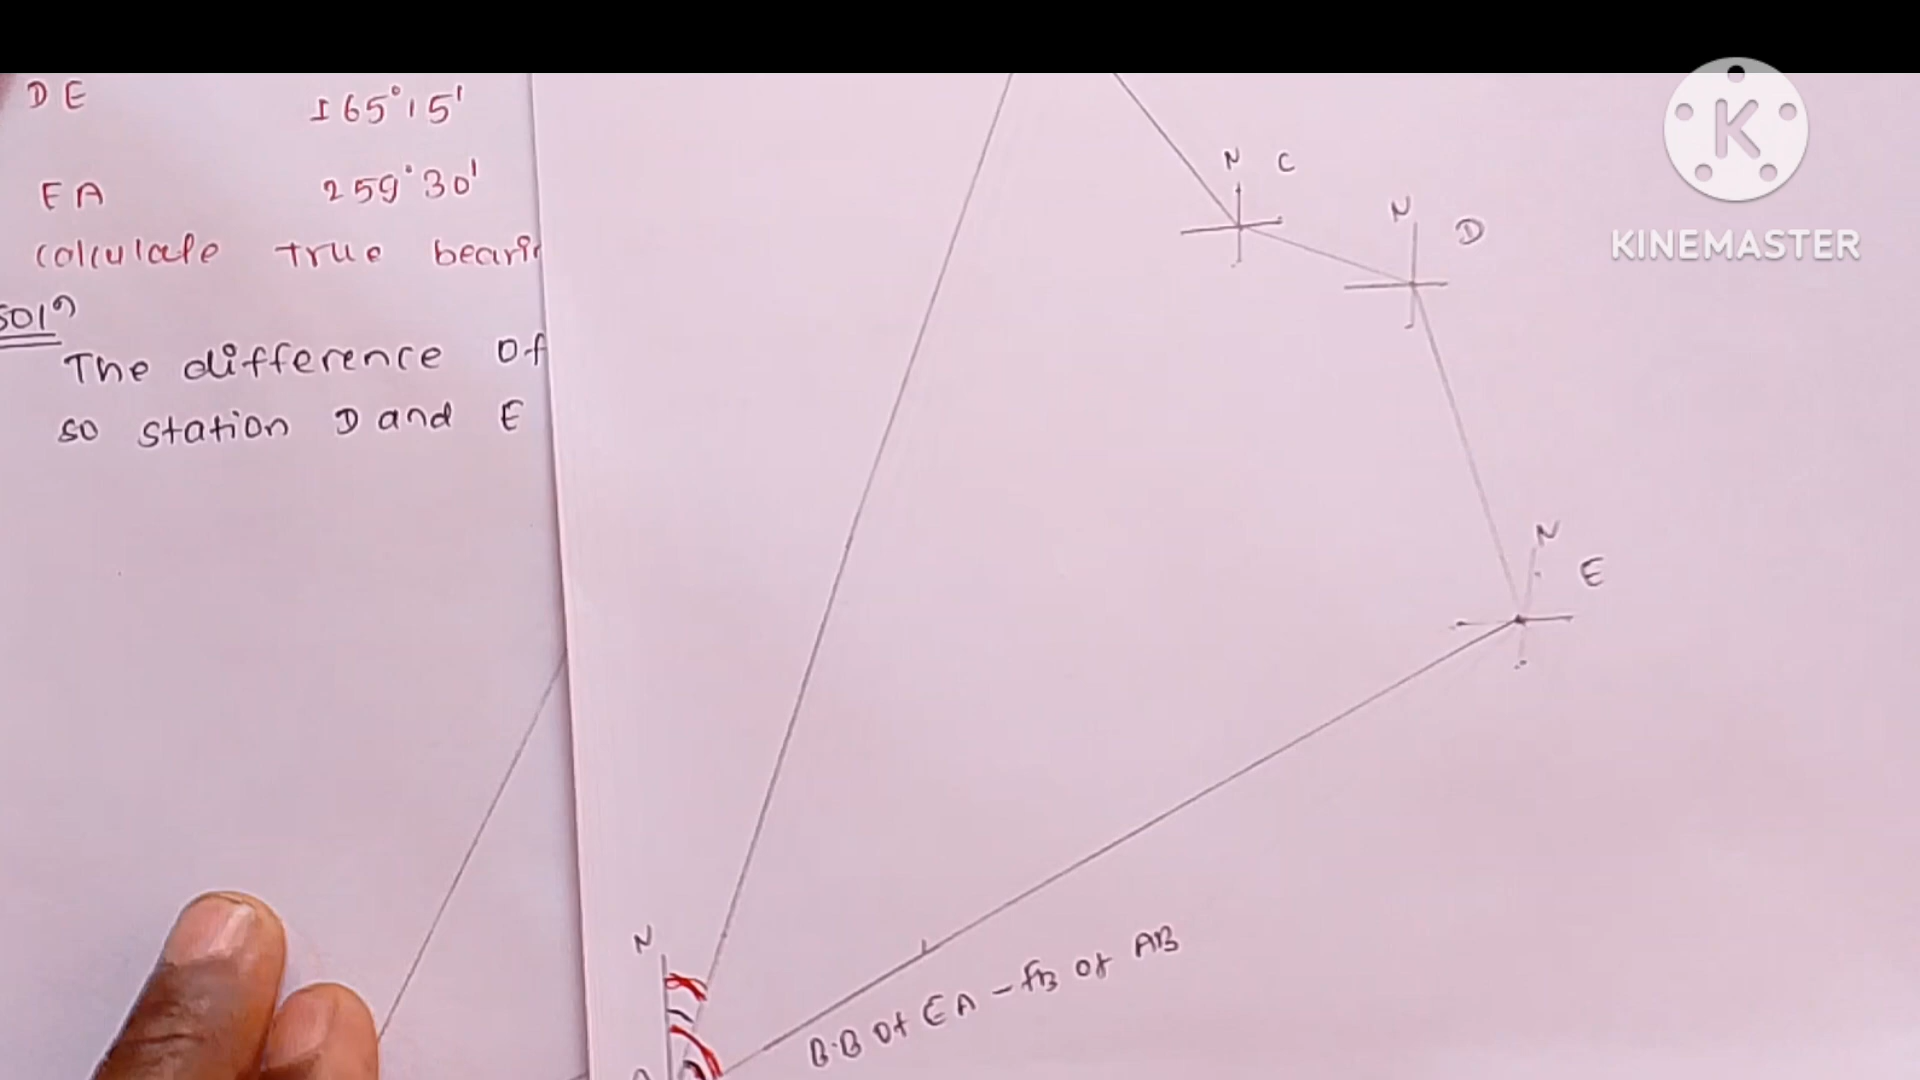 DE 165°15'
EA 259°30'
calculate true bearin
Soln
The difference Of
so station D and E
N C
N D
N E
N
B.B Of EA - FB Of AB
K
KINEMASTER